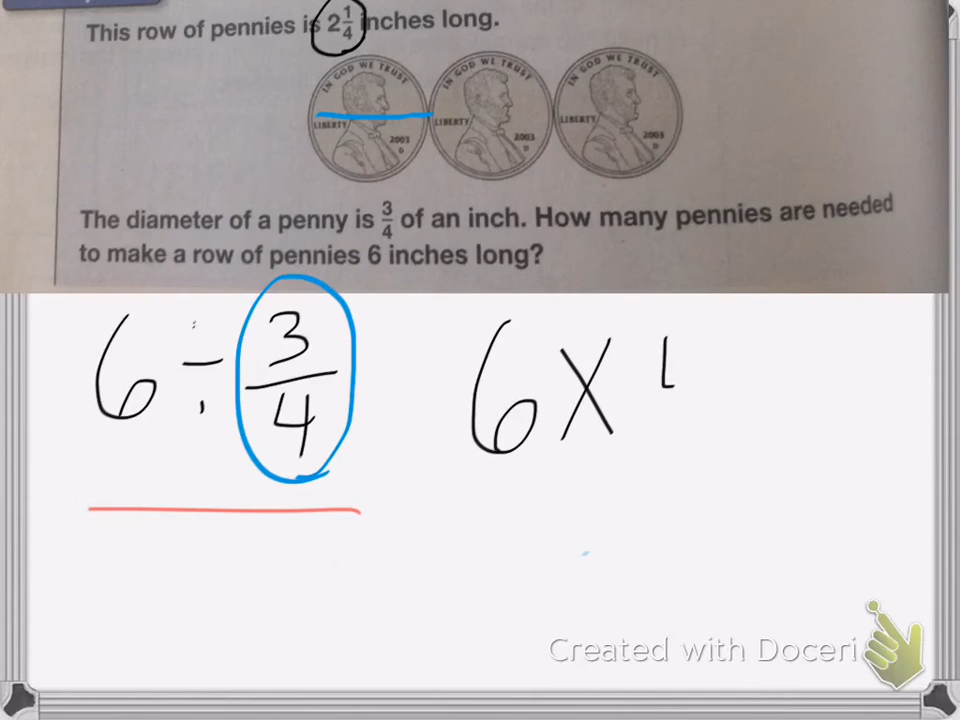 This row of pennies is 2 1/4 inches long.
IN GOD WE TRUST IN GOD WE TRUST IN GOD WE TRUST
LIBERTY 2003 D LIBERTY 2003 D LIBERTY 2003 D
The diameter of a penny is 3/4 of an inch. How many pennies are needed
to make a row of pennies 6 inches long?
6 ÷ 3/4 6 X
Created with Doceri